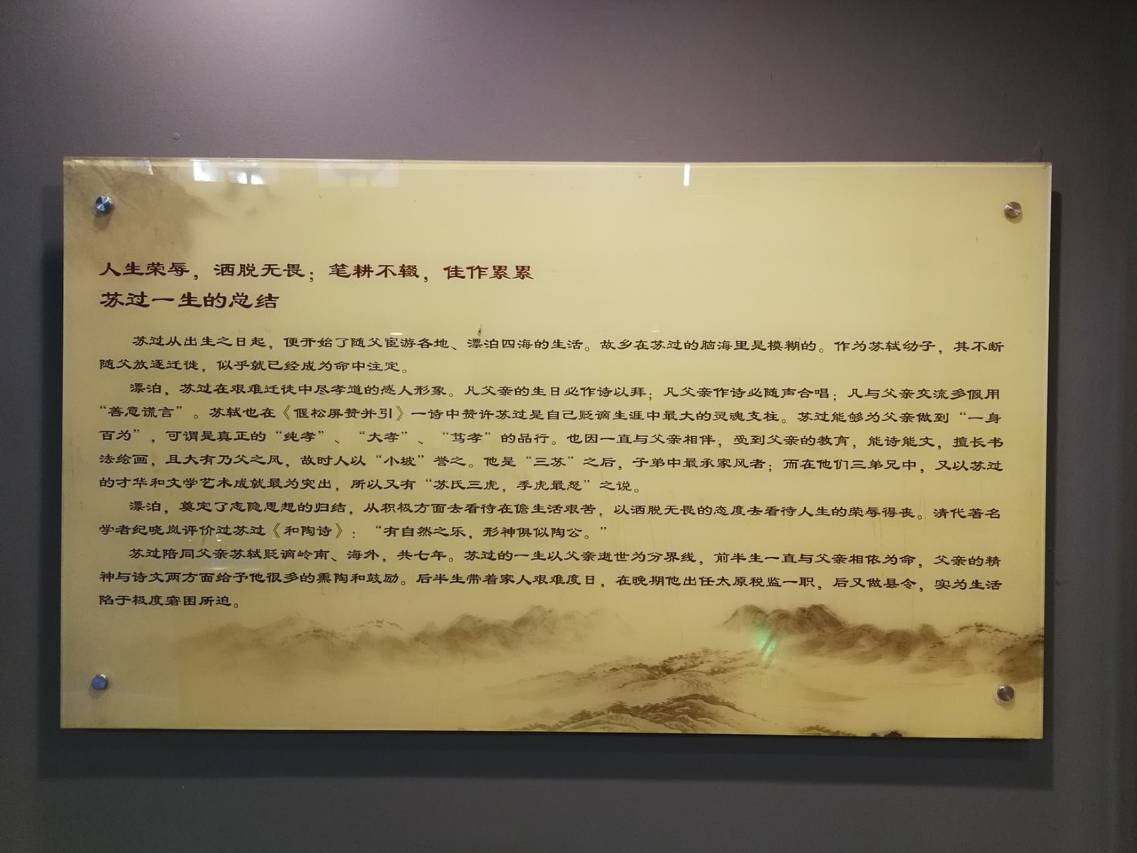 人生荣辱，洒脱无畏；笔耕不辍，佳作累累
苏过一生的总结
苏过从出生之日起，便开始了随父宦游各地、漂泊四海的生活。故乡在苏过的脑海里是模糊的。作为苏轼幼子，其不断
随父放逐迁徙，似乎就已经成为命中注定。
漂泊，苏过在艰难迁徙中尽孝道的感人形象。凡父亲的生日必作诗以拜；凡父亲作诗必随声合唱；凡与父亲交流多假用
“善意谎言”。苏轼也在《偃松屏赞并引》一诗中赞许苏过是自己贬谪生涯中最大的灵魂支柱。苏过能够为父亲做到“一身
百为”，可谓是真正的“纯孝”、“大孝”、“笃孝”的品行。也因一直与父亲相伴，受到父亲的教育，能诗能文，擅长书
法绘画，且大有乃父之风，故时人以“小坡”誉之。他是“三苏”之后，子弟中最承家风者；而在他们三弟兄中，又以苏过
的才华和文学艺术成就最为突出，所以又有“苏氏三虎，季虎最怒”之说。
漂泊，奠定了志隐思想的归结，从积极方面去看待在儋生活艰苦，以洒脱无畏的态度去看待人生的荣辱得丧。清代著名
学者纪晓岚评价过苏过《和陶诗》：“有自然之乐，形神俱似陶公。”
苏过陪同父亲苏轼贬谪岭南、海外，共七年。苏过的一生以父亲逝世为分界线，前半生一直与父亲相依为命，父亲的精
神与诗文两方面给予他很多的熏陶和鼓励。后半生带着家人艰难度日，在晚期他出任太原税监一职，后又做县令，实为生活
陷于极度窘困所迫。